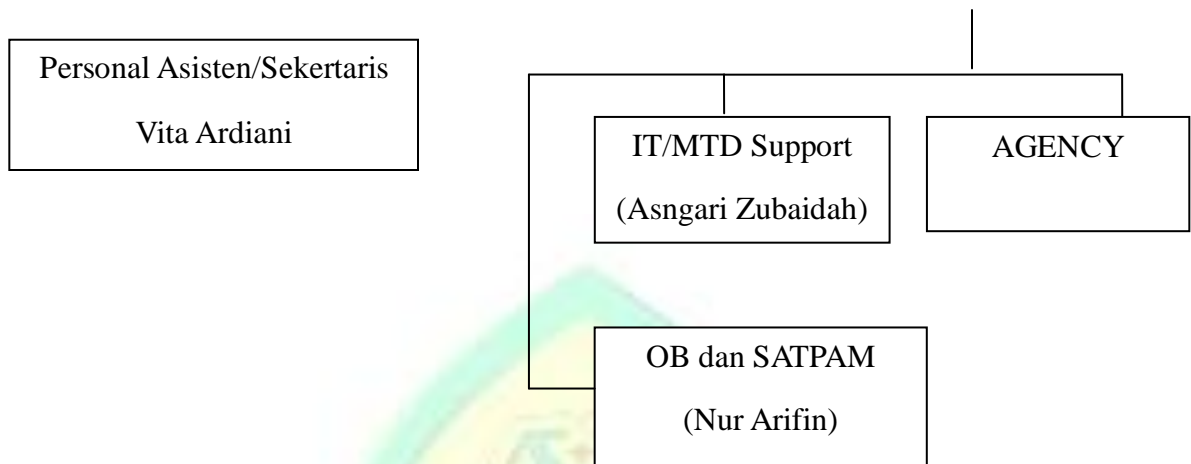 Personal Asisten/Sekertaris
Vita Ardiani
IT/MTD Support
(Asngari Zubaidah)
AGENCY
OB dan SATPAM
(Nur Arifin)